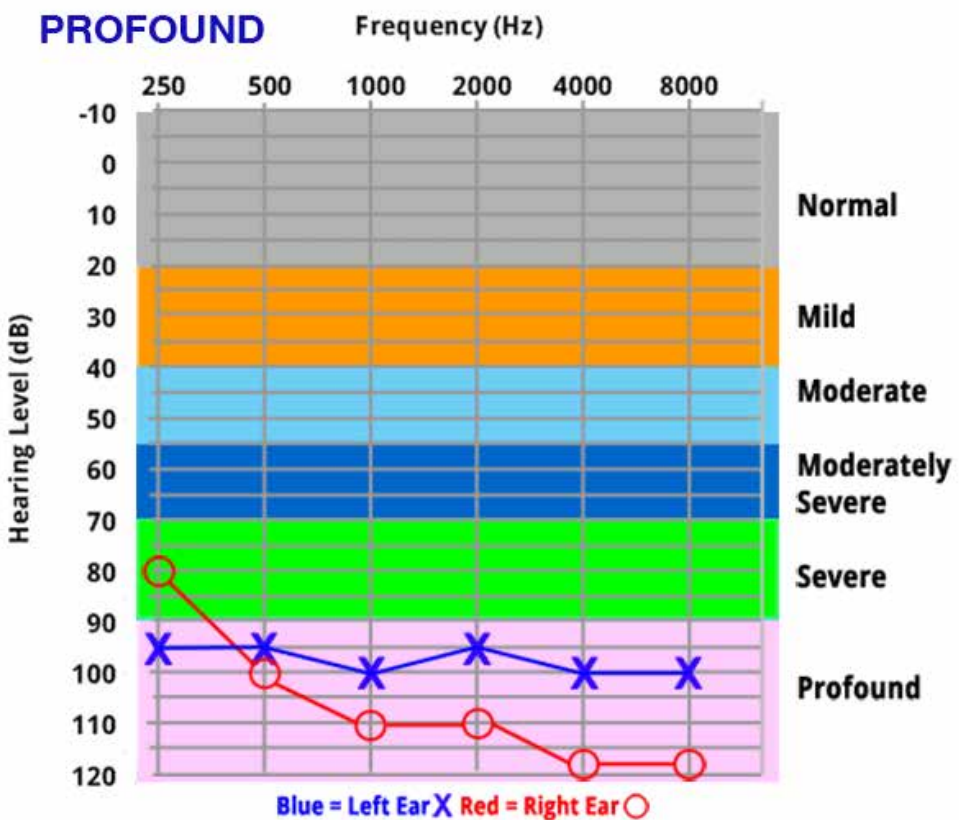 PROFOUND
Frequency (Hz)
250 500 1000 2000 4000 8000
Hearing Level (dB)
-10
0
10
20
30
40
50
60
70
80
90
100
110
120
Normal
Mild
Moderate
Moderately
Severe
Severe
Profound
Blue = Left Ear X Red = Right Ear O